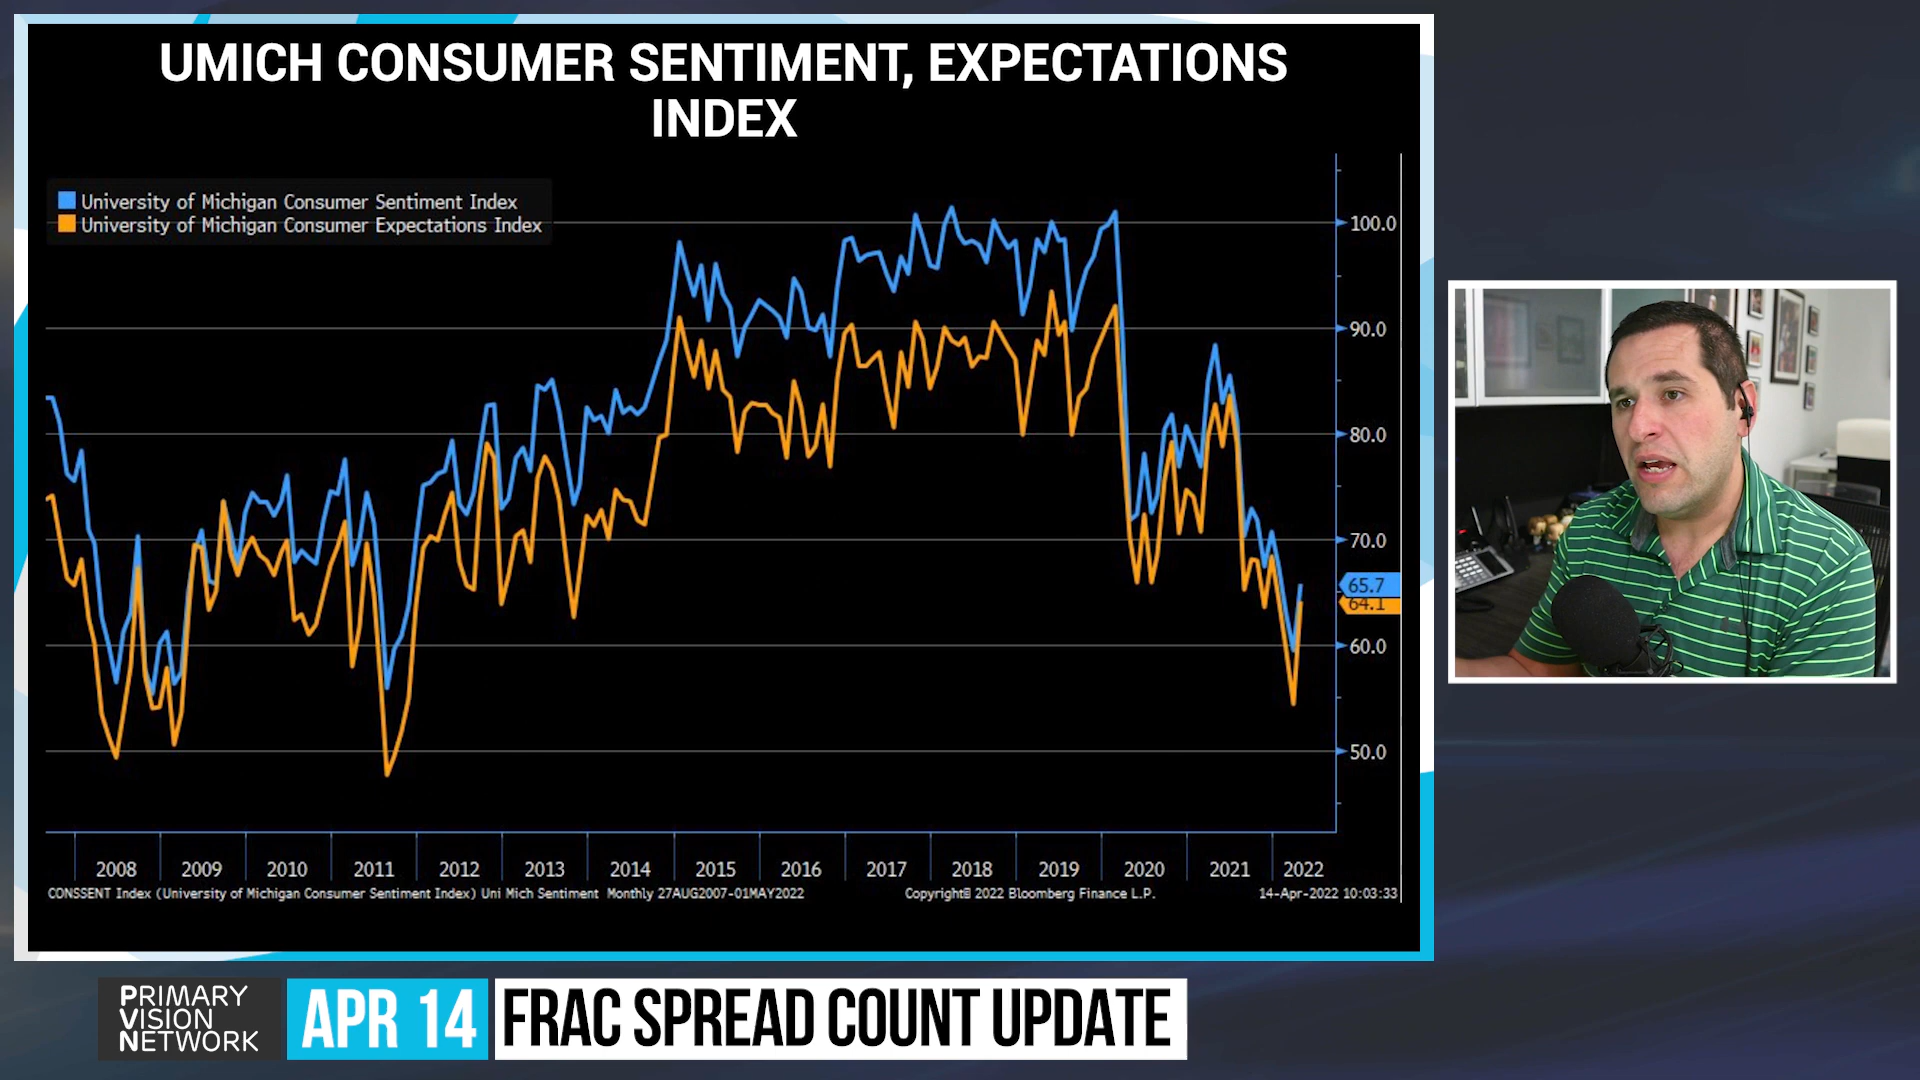 UMICH CONSUMER SENTIMENT, EXPECTATIONS
INDEX
University of Michigan Consumer Sentiment Index
University of Michigan Consumer Expectations Index
100.0
90.0
80.0
70.0
65.7
64.1
60.0
50.0
2008 2009 2010 2011 2012 2013 2014 2015 2016 2017 2018 2019 2020 2021 2022
CONSSENT Index (University of Michigan Consumer Sentiment Index) Uni Mich Sentiment Monthly 27AUG2007-01MAY2022 Copyright© 2022 Bloomberg Finance L.P. 14-Apr-2022 10:03:33
PRIMARY
VISION
NETWORK
APR 14
FRAC SPREAD COUNT UPDATE